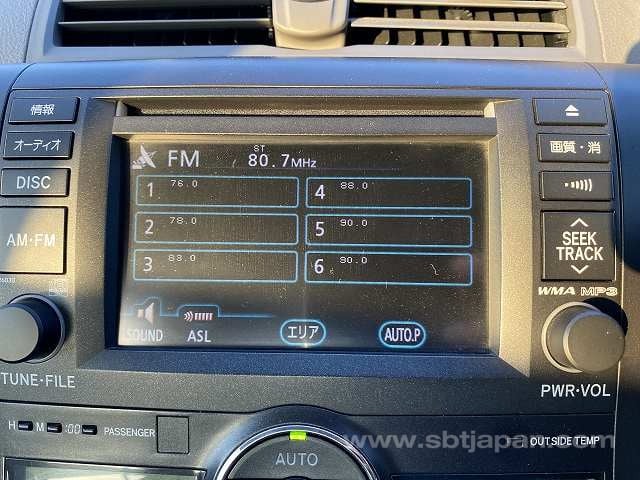 情報
オーディオ
DISC
AM・FM
TUNE・FILE
FM
ST
80.7MHz
1 76.0
2 78.0
3 83.0
4 88.0
5 90.0
6 90.0
SOUND
ASL
エリア
AUTO.P
画質・消
SEEK
TRACK
WMA MP3
PWR・VOL
H M :00 PASSENGER
AUTO
www.sbtjapan.com
OUTSIDE TEMP